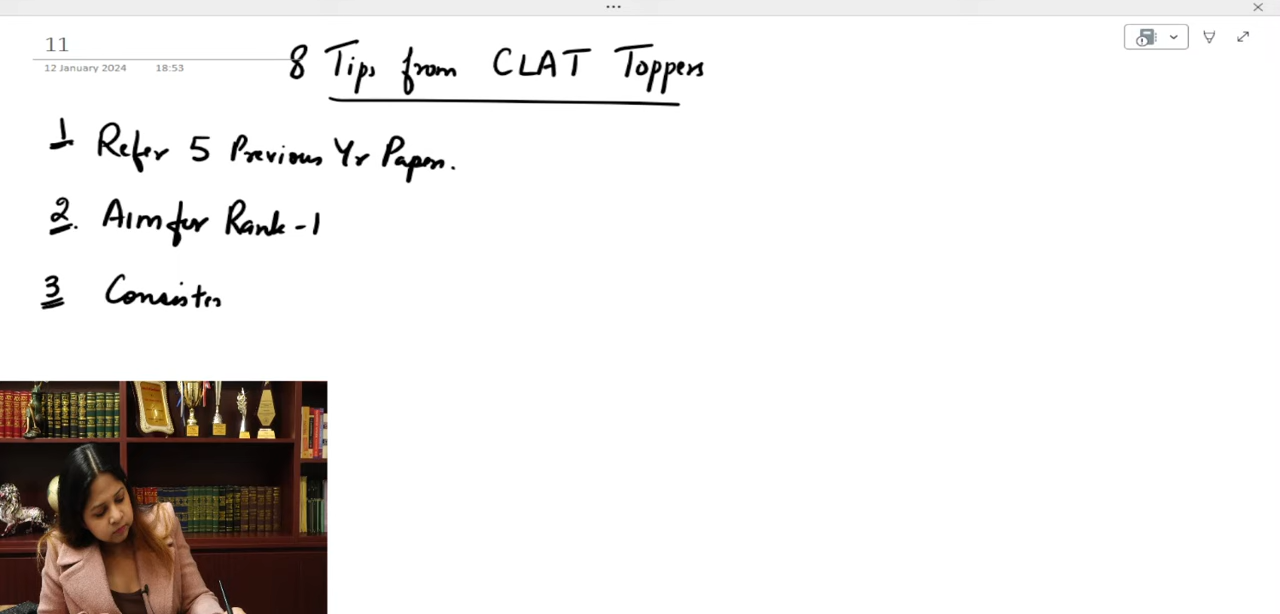 11
12 January 2024 18:53
8 Tips from CLAT Toppers
1 Refer 5 Previous Yr Papers.
2. Aim for Rank-1
3 Consisten